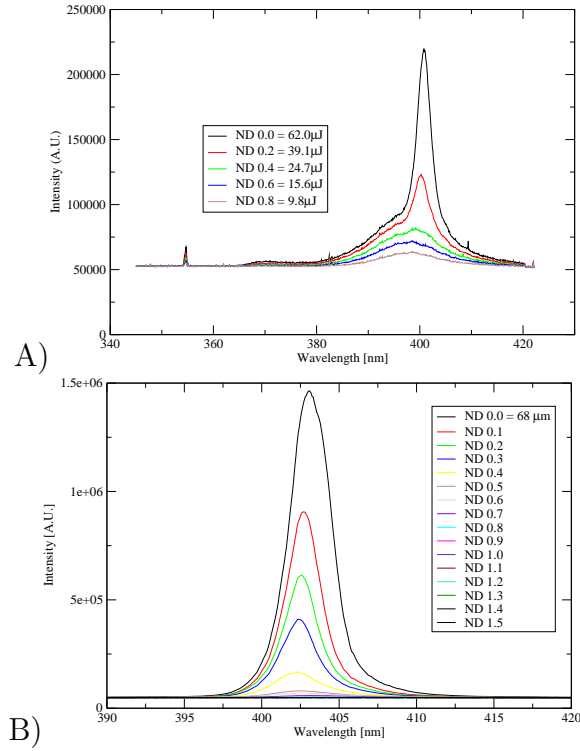 250000
200000
150000
100000
50000
0
Intensity (A.U.)
ND 0.0 = 62.0μJ
ND 0.2 = 39.1μJ
ND 0.4 = 24.7μJ
ND 0.6 = 15.6μJ
ND 0.8 = 9.8μJ
340 360 380 400 420
Wavelength [nm]
A)
1.5e+06
1e+06
5e+05
0
Intensity [A.U.]
ND 0.0 = 68 μm
ND 0.1
ND 0.2
ND 0.3
ND 0.4
ND 0.5
ND 0.6
ND 0.7
ND 0.8
ND 0.9
ND 1.0
ND 1.1
ND 1.2
ND 1.3
ND 1.4
ND 1.5
390 395 400 405 410 415 420
Wavelength [nm]
B)